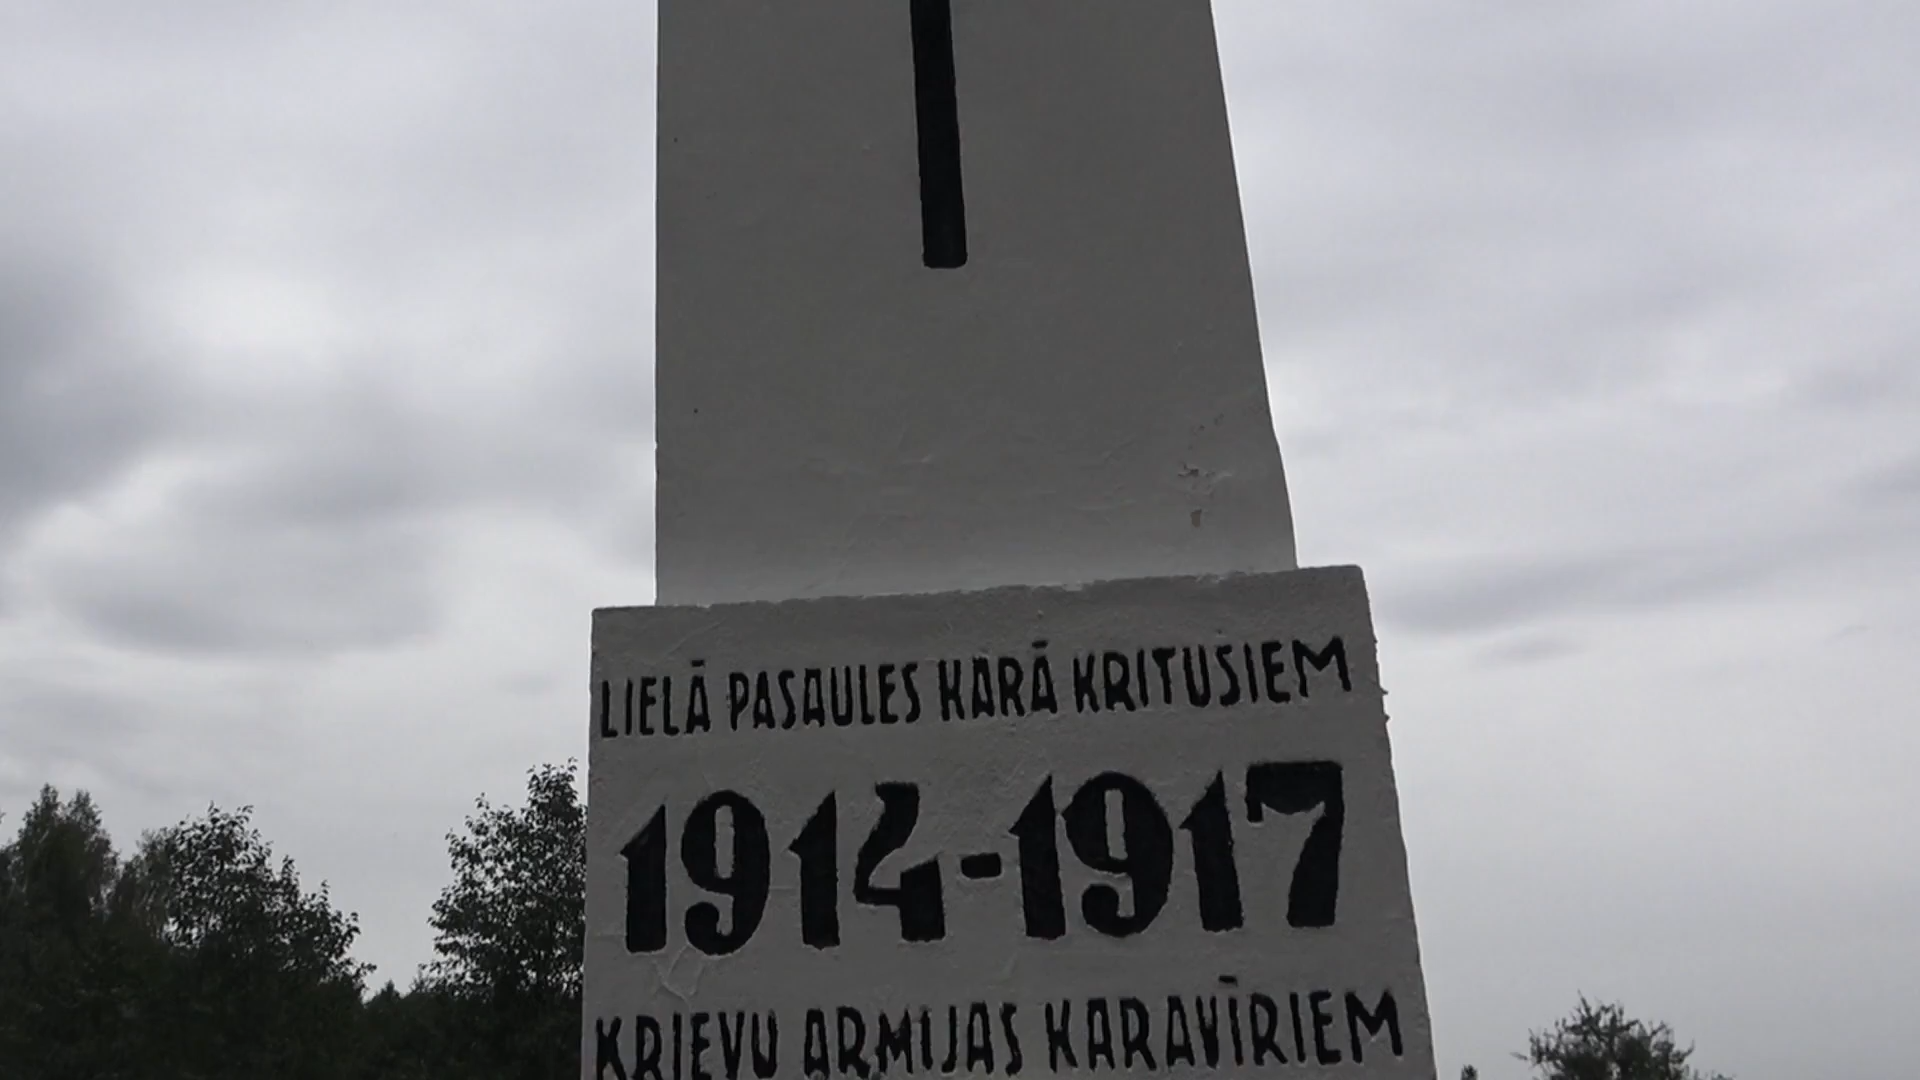 LIELĀ PASAULES KARĀ KRITUSIEM
1914-1917
KRIEVU ARMIJAS KARAVĪRIEM